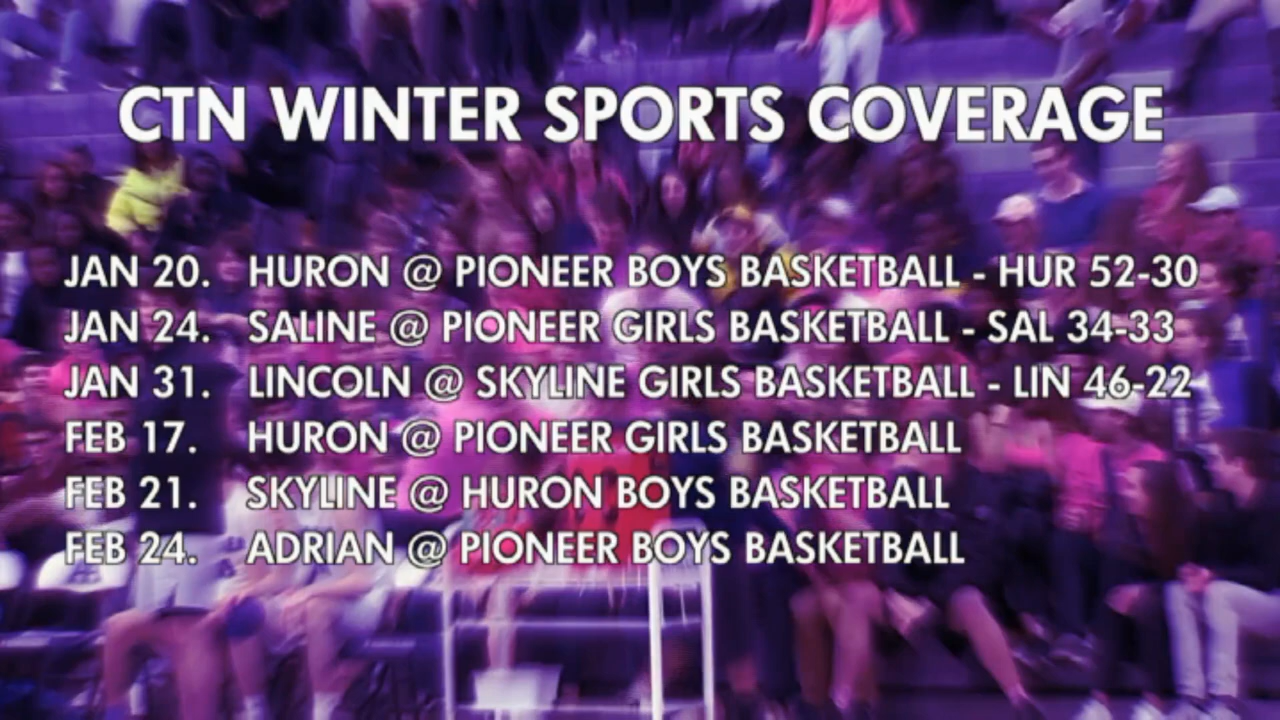 CTN WINTER SPORTS COVERAGE
JAN 20. HURON @ PIONEER BOYS BASKETBALL - HUR 52-30
JAN 24. SALINE @ PIONEER GIRLS BASKETBALL - SAL 34-33
JAN 31. LINCOLN @ SKYLINE GIRLS BASKETBALL - LIN 46-22
FEB 17. HURON @ PIONEER GIRLS BASKETBALL
FEB 21. SKYLINE @ HURON BOYS BASKETBALL
FEB 24. ADRIAN @ PIONEER BOYS BASKETBALL